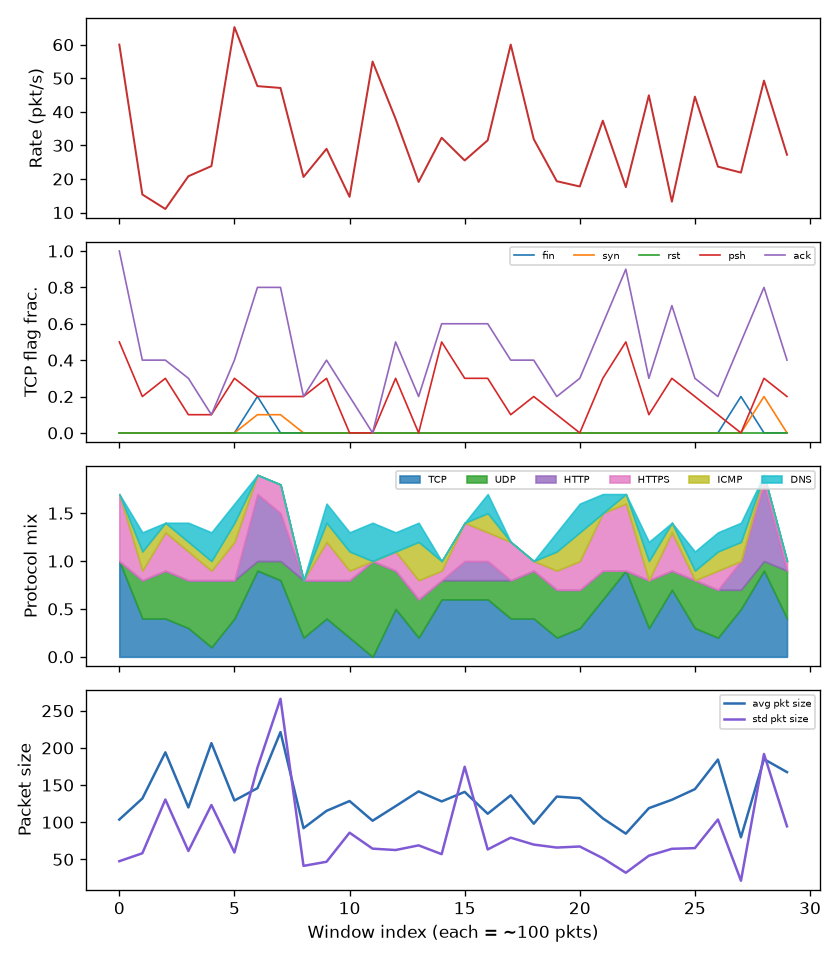 60
50
40
30
20
10
Rate (pkt/s)
1.0
0.8
0.6
0.4
0.2
0.0
TCP flag frac.
fin syn rst psh ack
1.5
1.0
0.5
0.0
Protocol mix
TCP UDP HTTP HTTPS ICMP DNS
250
200
150
100
50
Packet size
avg pkt size
std pkt size
0 5 10 15 20 25 30
Window index (each = ~100 pkts)